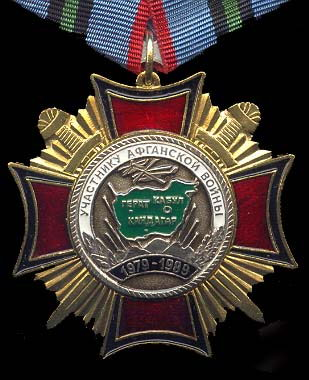 УЧАСТНИКУ АФГАНСКОЙ ВОЙНЫ
ГЕРАТ КАБУЛ
КАНДАГАР
1979-1989